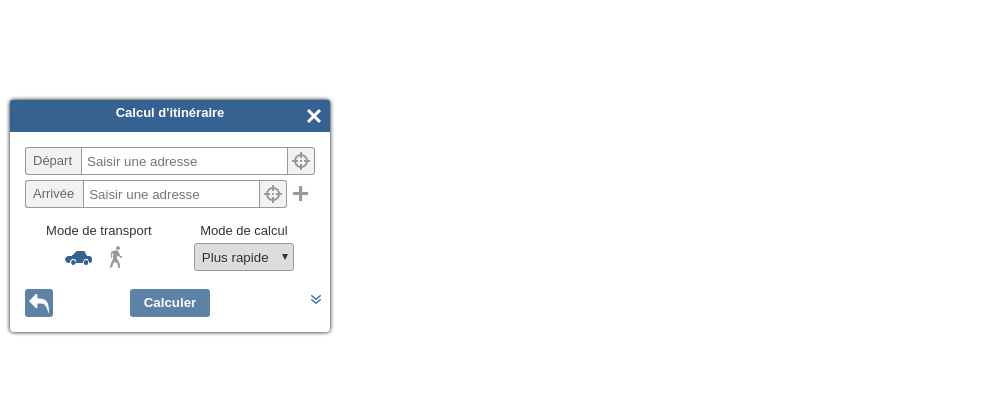 Calcul d'itinéraire
Départ Saisir une adresse
Arrivée Saisir une adresse
Mode de transport Mode de calcul
Plus rapide
Calculer